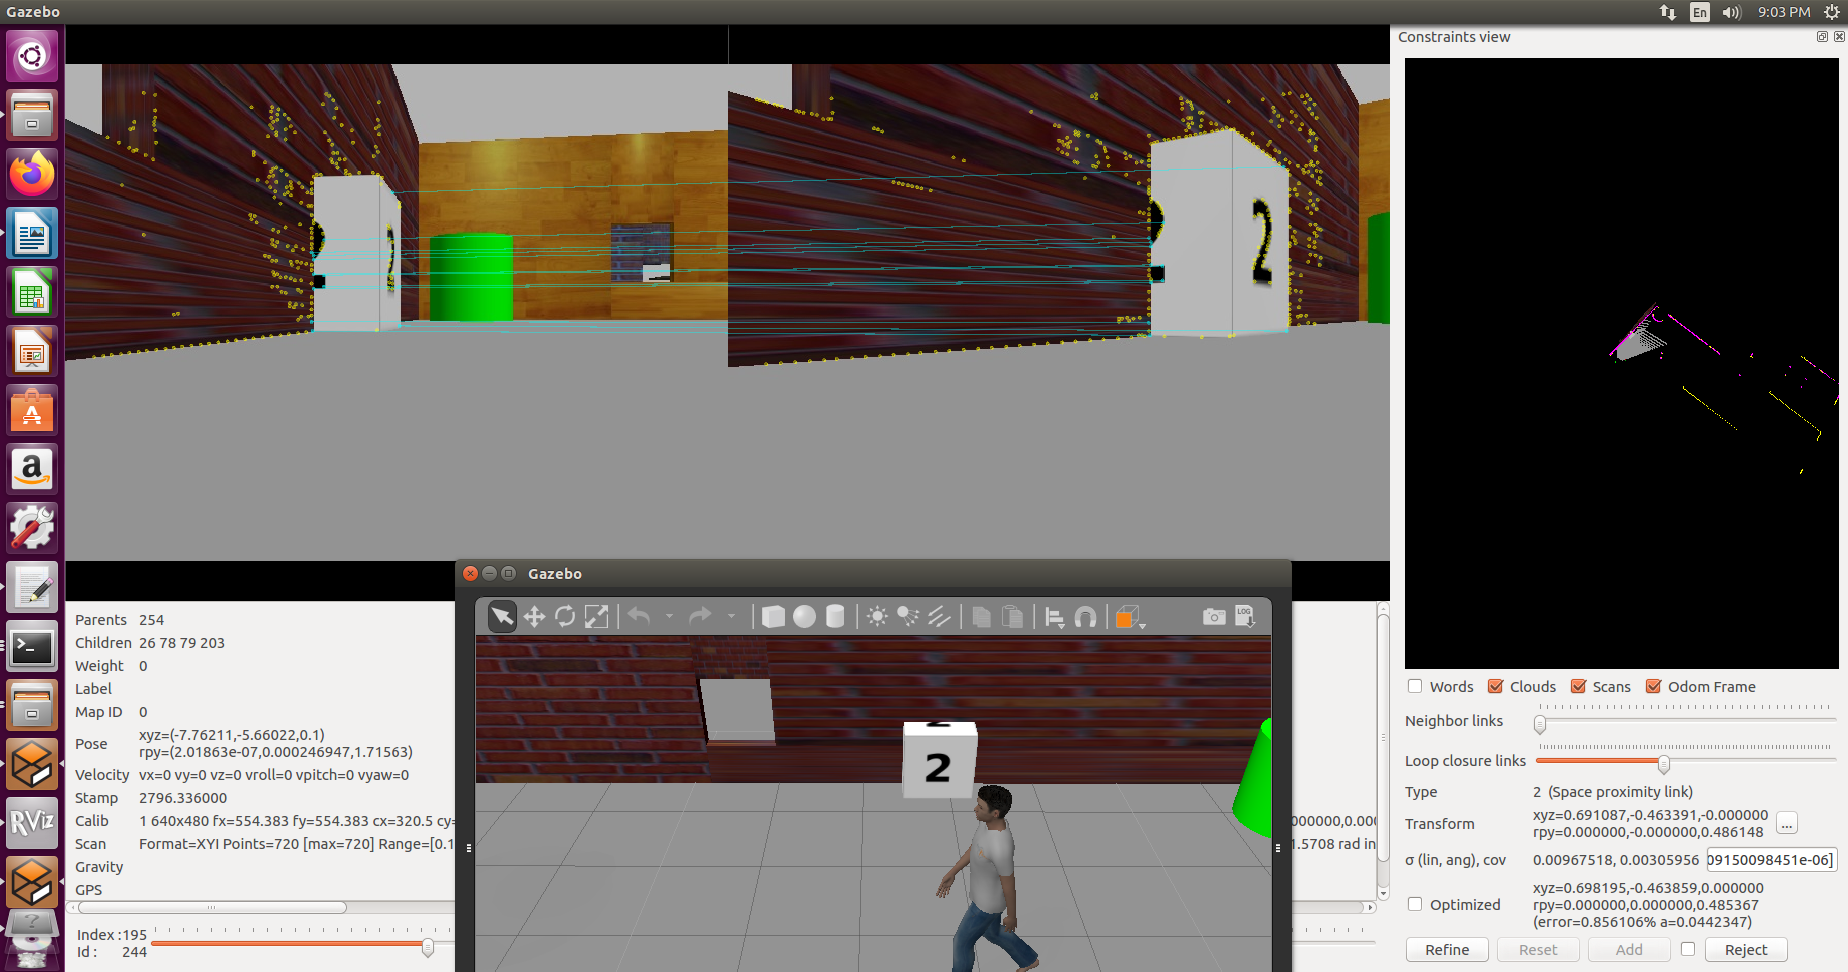 Gazebo
En
9:03 PM
Constraints view
2
2
Parents 254
Children 26 78 79 203
Weight 0
Label
Map ID 0
Pose xyz=(-7.76211,-5.66022,0.1)
rpy=(2.01863e-07,0.000246947,1.71563)
Velocity vx=0 vy=0 vz=0 vroll=0 vpitch=0 vyaw=0
Stamp 2796.336000
Calib 1 640x480 fx=554.383 fy=554.383 cx=320.5 cy=
Scan Format=XYI Points=720 [max=720] Range=[0.1
Gravity
GPS
Index :195
Id : 244
Gazebo
LOG
2
000000,0.000
1.5708 rad in
Words Clouds Scans Odom Frame
Neighbor links
Loop closure links
Type 2 (Space proximity link)
Transform xyz=0.691087,-0.463391,-0.000000
rpy=0.000000,-0.000000,0.486148
...
σ (lin, ang), cov 0.00967518, 0.00305956 09150098451e-06]
Optimized xyz=0.698195,-0.463859,0.000000
rpy=0.000000,0.000000,0.485367
(error=0.856106% a=0.0442347)
Refine Reset Add Reject
RViz